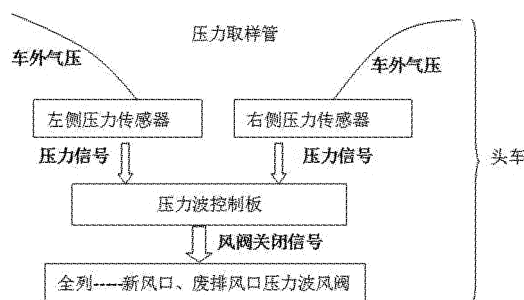 压力取样管
车外气压
车外气压
左侧压力传感器
右侧压力传感器
压力信号
压力信号
头车
压力波控制板
风阀关闭信号
全列-----新风口、废排风口压力波风阀